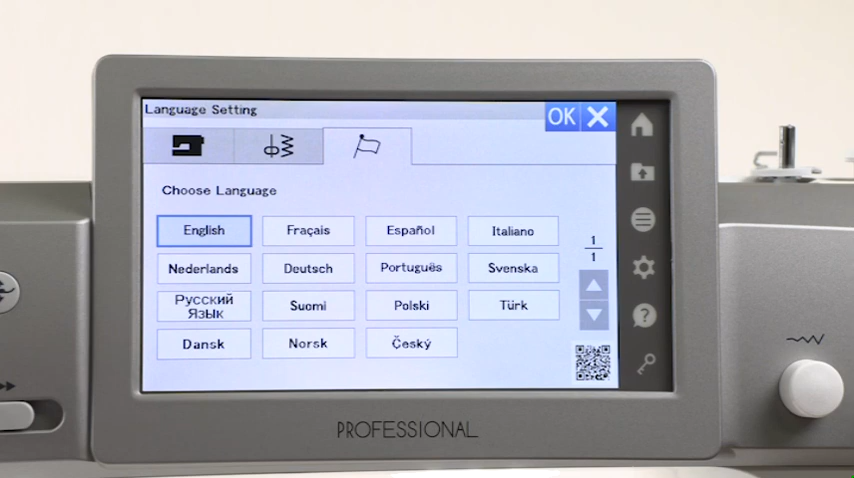 Language Setting
OK
Choose Language
English Fraçais Español Italiano
1
1
Nederlands Deutsch Português Svenska
Русский
Язык
Suomi Polski Türk
Dansk Norsk Český
?
PROFESSIONAL